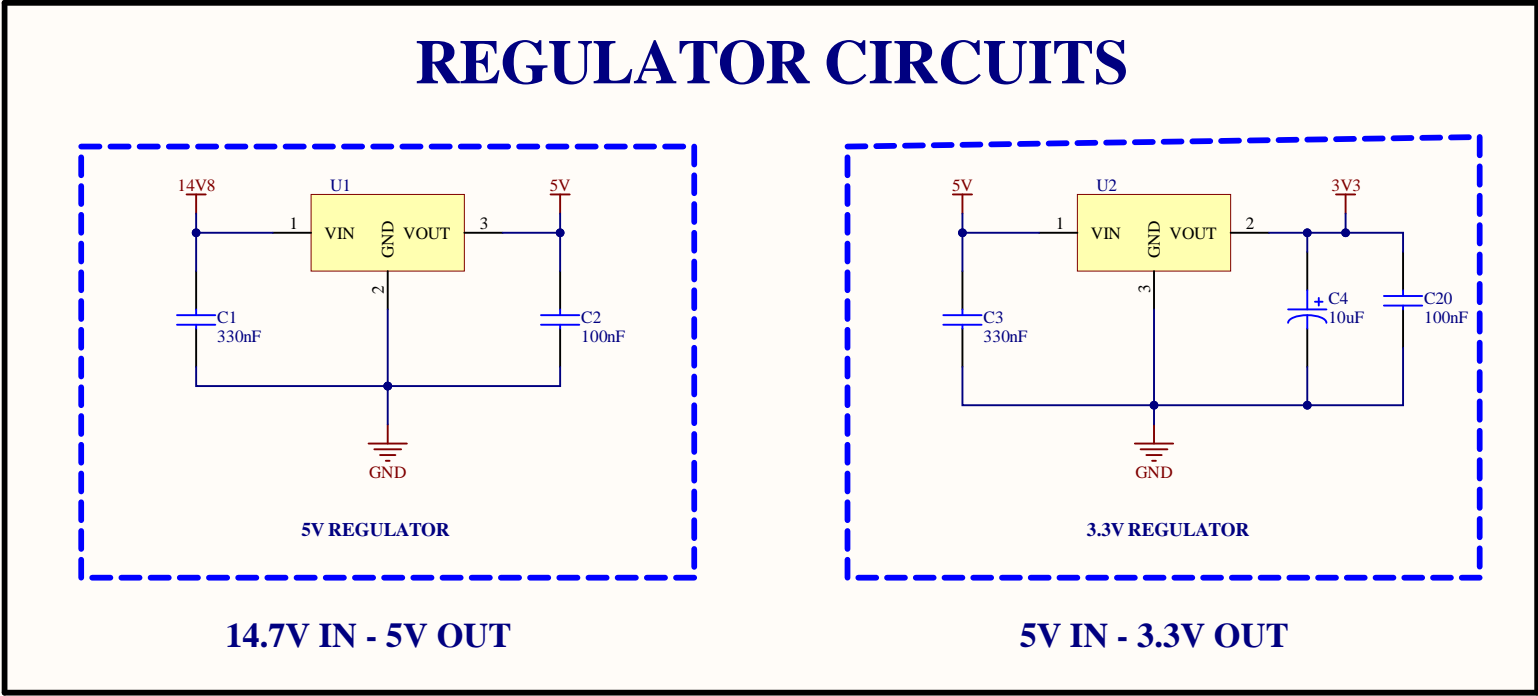 REGULATOR CIRCUITS
14V8
U1
5V
1
VIN
GND
VOUT
3
2
C1
330nF
C2
100nF
GND
5V REGULATOR
14.7V IN - 5V OUT
5V
U2
3V3
1
VIN
GND
VOUT
2
3
C3
330nF
+
C4
10uF
C20
100nF
GND
3.3V REGULATOR
5V IN - 3.3V OUT